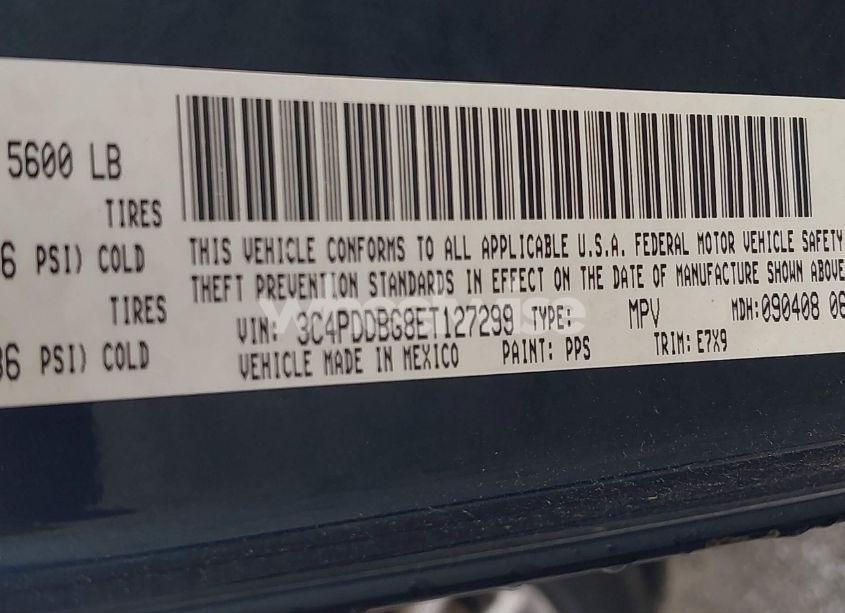 5600 LB
TIRES
6 PSI) COLD
TIRES
36 PSI) COLD
THIS VEHICLE CONFORMS TO ALL APPLICABLE U.S.A. FEDERAL MOTOR VEHICLE SAFETY
THEFT PREVENTION STANDARDS IN EFFECT ON THE DATE OF MANUFACTURE SHOWN ABOVE
VIN: 3C4PDDBG8ET127299 TYPE: MPV MDH:090408 06
VEHICLE MADE IN MEXICO PAINT: PPS TRIM: E7X9